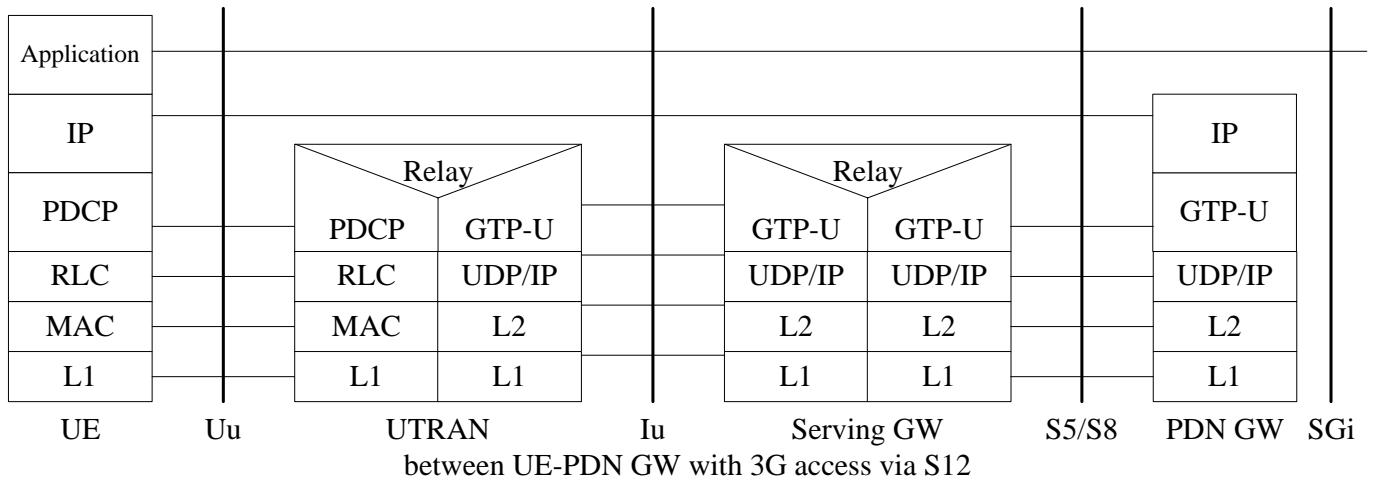 Application
IP
IP
Relay
Relay
PDCP
PDCP
GTP-U
GTP-U
GTP-U
GTP-U
RLC
RLC
UDP/IP
UDP/IP
UDP/IP
UDP/IP
MAC
MAC
L2
L2
L2
L2
L1
L1
L1
L1
L1
L1
UE
Uu
UTRAN
Iu
Serving GW
S5/S8
PDN GW
SGi
between UE-PDN GW with 3G access via S12